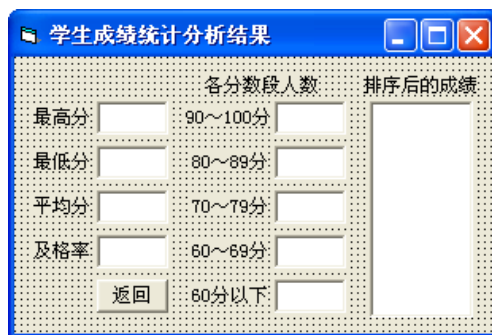 学生成绩统计分析结果
各分数段人数 排序后的成绩
最高分 90～100分
最低分 80～89分
平均分 70～79分
及格率 60～69分
返回 60分以下